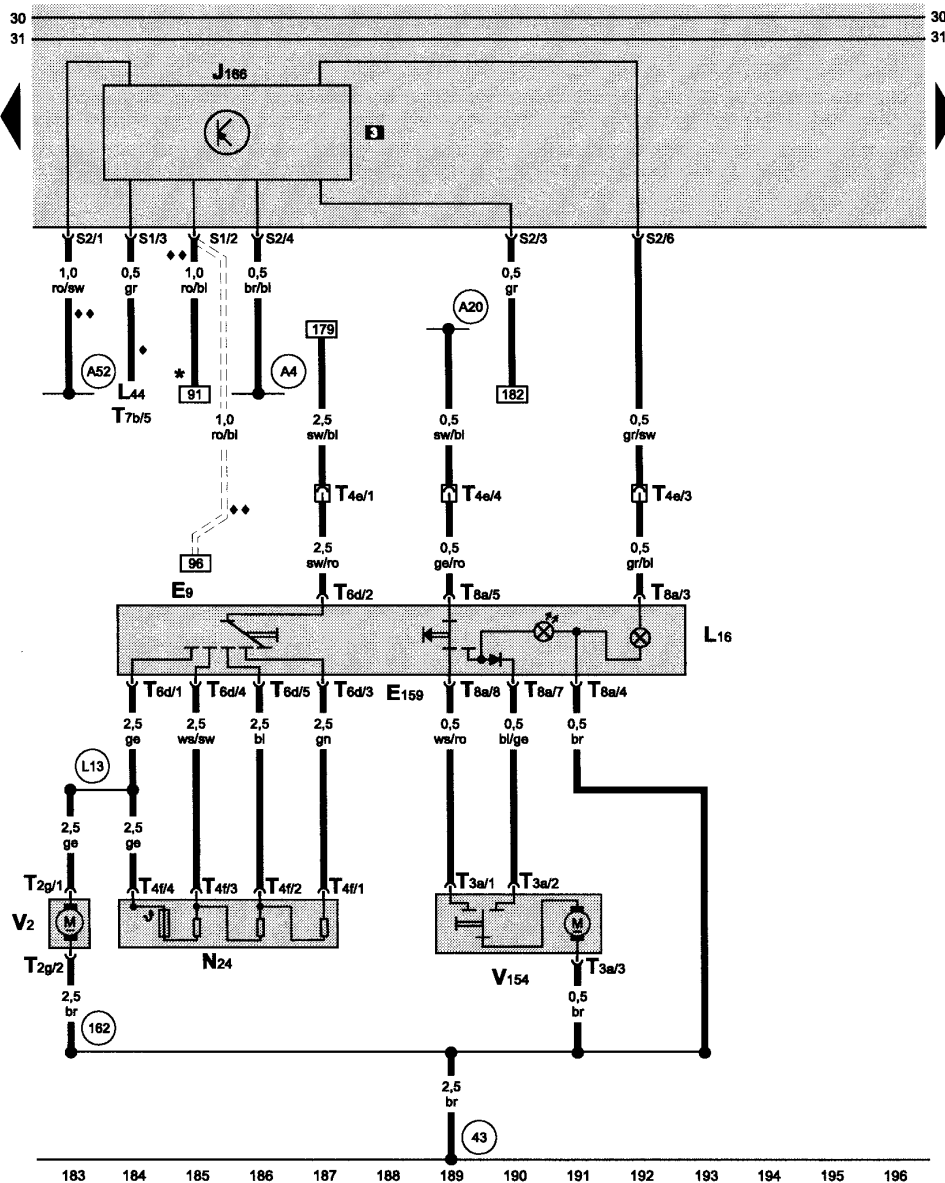 30 30
31 31
J166
3
S2/1 S1/3 S1/2 S2/4 S2/3 S2/6
1,0 0,5 1,0 0,5 0,5
ro/sw gr ro/bl br/bl gr
A20
179
A52 * A4
L44 91 182
T7b/5
1,0 2,5 0,5 0,5
ro/bl sw/bl sw/bl gr/sw
T4e/1 T4e/4 T4e/3
2,5 0,5 0,5
sw/ro ge/ro gr/bl
96
E9 T6d/2 T8a/5 T8a/3
L16
T6d/1 T6d/4 T6d/5 T6d/3 E159 T8a/8 T8a/7 T8a/4
2,5 2,5 2,5 2,5 0,5 0,5 0,5
ge ws/sw bl gn ws/ro bl/ge br
L13
2,5 2,5
ge ge
T2g/1 T4f/4 T4f/3 T4f/2 T4f/1 T3a/1 T3a/2
V2 M ϑ M
N24
T2g/2 V154 T3a/3
2,5 0,5
br br
162
2,5
br
43
183 184 185 186 187 188 189 190 191 192 193 194 195 196